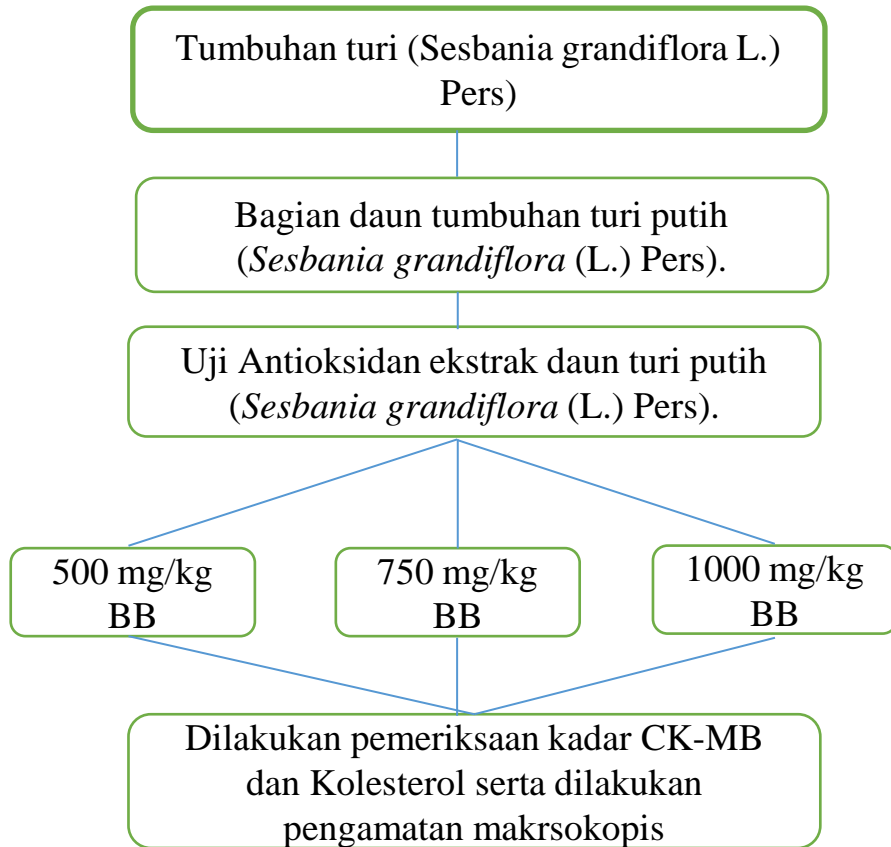 Tumbuhan turi (Sesbania grandiflora L.)
Pers)
Bagian daun tumbuhan turi putih
(Sesbania grandiflora (L.) Pers).
Uji Antioksidan ekstrak daun turi putih
(Sesbania grandiflora (L.) Pers).
500 mg/kg
BB
750 mg/kg
BB
1000 mg/kg
BB
Dilakukan pemeriksaan kadar CK-MB
dan Kolesterol serta dilakukan
pengamatan makrsokopis